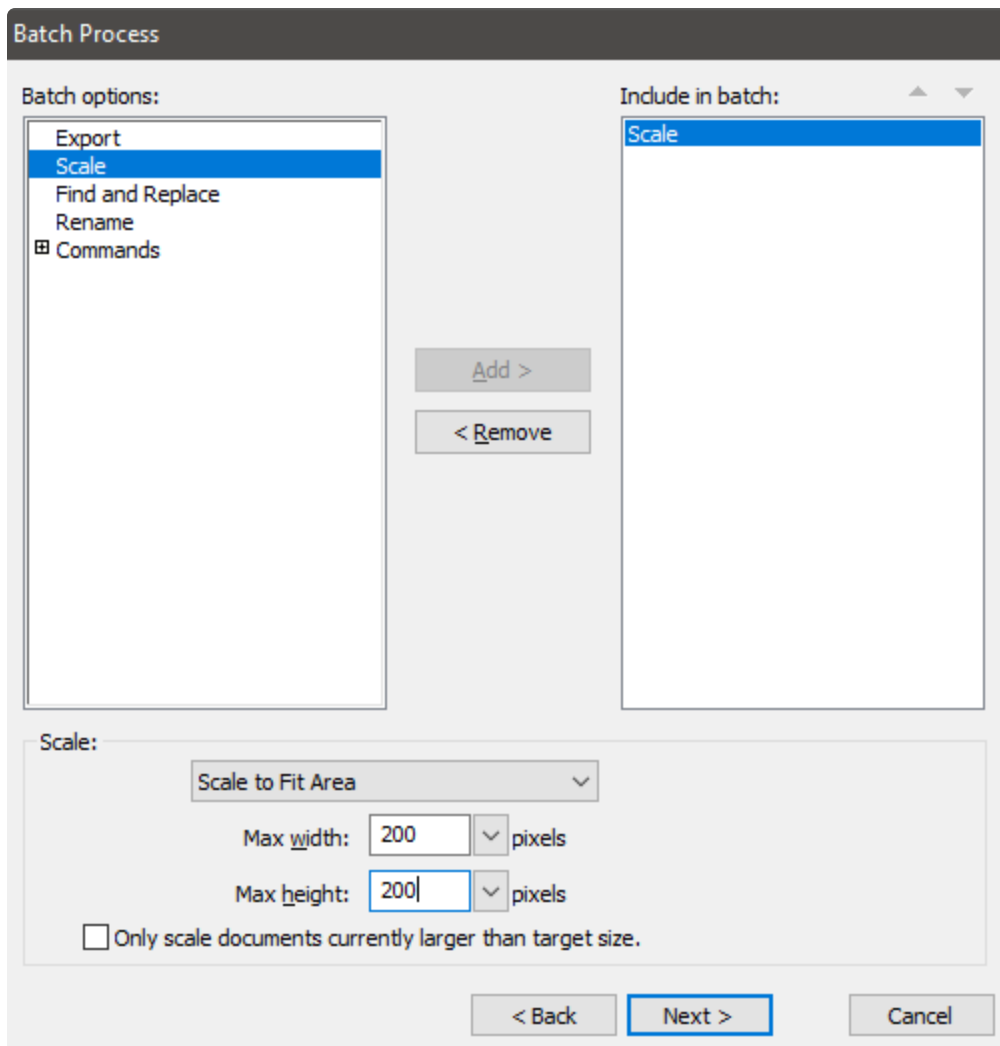 Batch Process
Batch options:
Export
Scale
Find and Replace
Rename
Commands
Add >
< Remove
Include in batch:
Scale
Scale:
Scale to Fit Area
Max width: 200 pixels
Max height: 200 pixels
Only scale documents currently larger than target size.
< Back Next > Cancel